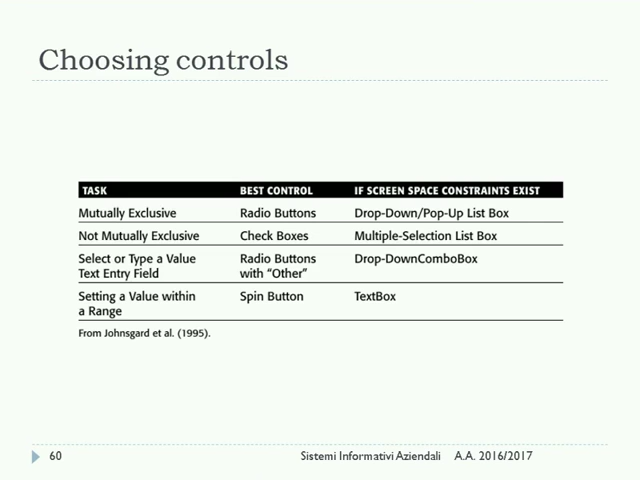 Choosing controls
TASK BEST CONTROL IF SCREEN SPACE CONSTRAINTS EXIST
Mutually Exclusive Radio Buttons Drop-Down/Pop-Up List Box
Not Mutually Exclusive Check Boxes Multiple-Selection List Box
Select or Type a Value Radio Buttons Drop-DownComboBox
Text Entry Field with “Other”
Setting a Value within Spin Button TextBox
a Range
From Johnsgard et al. (1995).
60 Sistemi Informativi Aziendali A.A. 2016/2017